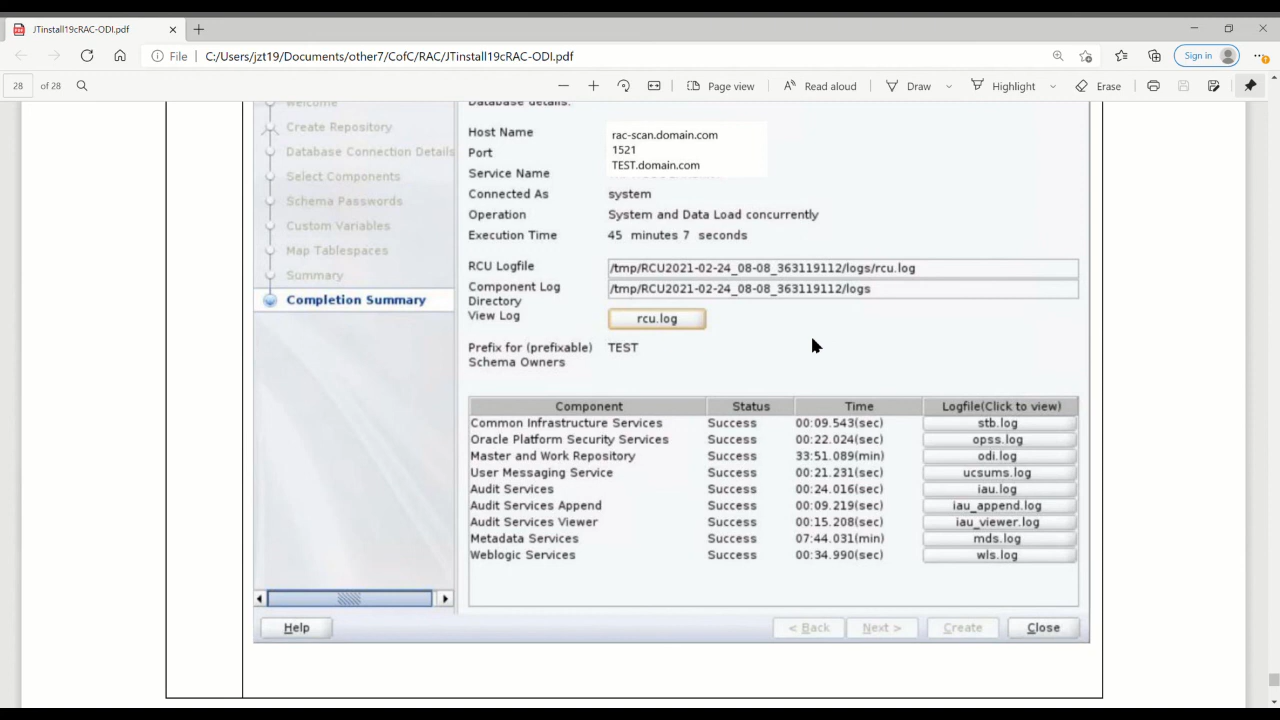 JTinstall19cRAC-ODI.pdf
File C:/Users/jzt19/Documents/other7/CofC/RAC/JTinstall19cRAC-ODI.pdf Sign in
28 of 28 Page view Read aloud Draw Highlight Erase
Welcome
Create Repository
Database Connection Details
Select Components
Schema Passwords
Custom Variables
Map Tablespaces
Summary
Completion Summary
Database details:
Host Name rac-scan.domain.com
Port 1521
Service Name TEST.domain.com
Connected As system
Operation System and Data Load concurrently
Execution Time 45 minutes 7 seconds
RCU Logfile /tmp/RCU2021-02-24_08-08_363119112/logs/rcu.log
Component Log Directory /tmp/RCU2021-02-24_08-08_363119112/logs
View Log rcu.log
Prefix for (prefixable) TEST
Schema Owners
Component Status Time Logfile(Click to view)
Common Infrastructure Services Success 00:09.543(sec) stb.log
Oracle Platform Security Services Success 00:22.024(sec) opss.log
Master and Work Repository Success 33:51.089(min) odi.log
User Messaging Service Success 00:21.231(sec) ucsums.log
Audit Services Success 00:24.016(sec) iau.log
Audit Services Append Success 00:09.219(sec) iau_append.log
Audit Services Viewer Success 00:15.208(sec) iau_viewer.log
Metadata Services Success 07:44.031(min) mds.log
Weblogic Services Success 00:34.990(sec) wls.log
Help < Back Next > Create Close